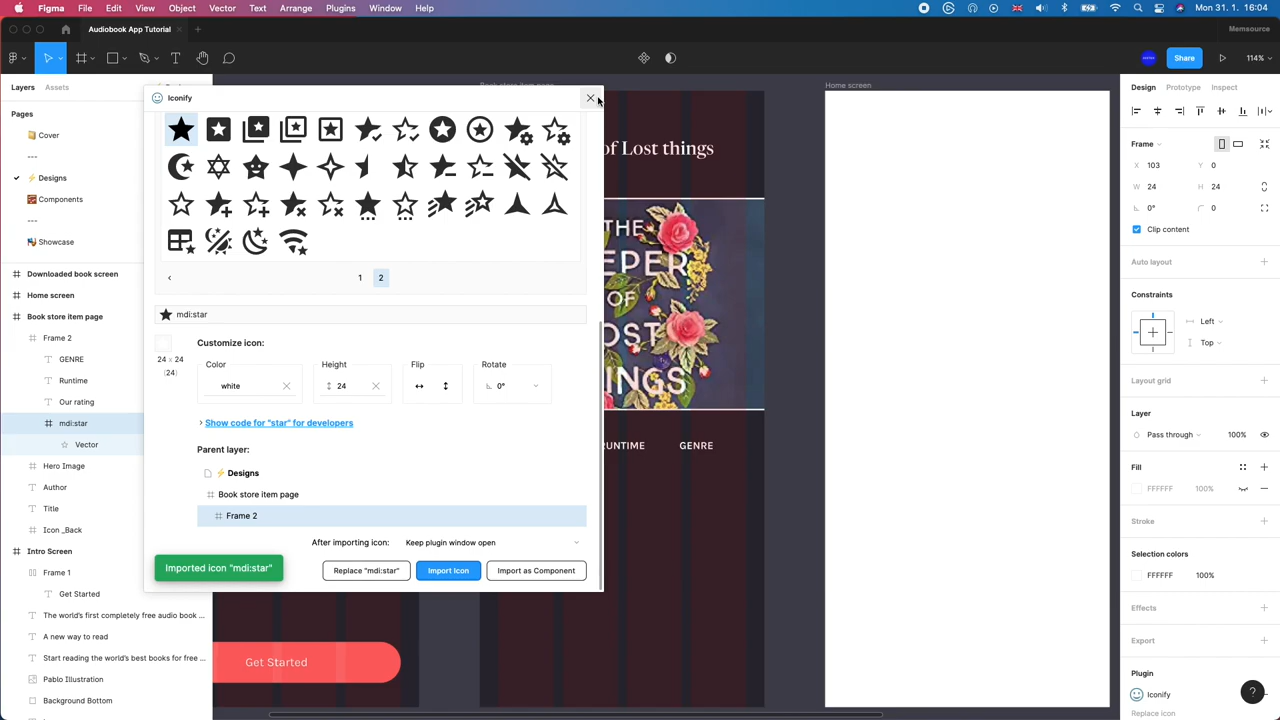 Figma
File
Edit
View
Object
Vector
Text
Arrange
Plugins
Window
Help
Audiobook App Tutorial
Memsource
Share
114%
Layers
Assets
Design
Prototype
Inspect
Pages
Cover
---
⚡ Designs
Components
---
Showcase
Downloaded book screen
Home screen
Book store item page
Frame 2
GENRE
Runtime
Our rating
mdi:star
Vector
Hero Image
Author
Title
Icon _Back
Intro Screen
Frame 1
Get Started
The world's first completely free audio book ...
A new way to read
Start reading the world's best books for free ...
Pablo Illustration
Background Bottom
Book store item page
Home screen
Iconify
1
2
mdi:star
Customize icon:
24 x 24
(24)
Color
white
Height
24
Flip
Rotate
0°
Show code for "star" for developers
Parent layer:
⚡ Designs
Book store item page
Frame 2
After importing icon:
Keep plugin window open
Imported icon "mdi:star"
Replace "mdi:star"
Import Icon
Import as Component
of Lost things
THE
EPER
OF
OST
INGS
RUNTIME
GENRE
Get Started
Frame
X 103
Y 0
W 24
H 24
0°
0
Clip content
Auto layout
Constraints
Left
Top
Layout grid
Layer
Pass through
100%
Fill
FFFFFF
100%
Stroke
Selection colors
FFFFFF
100%
Effects
Export
Plugin
Iconify
Replace icon
?